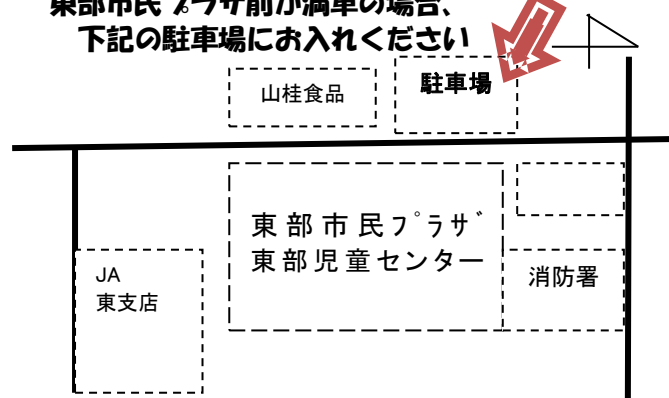 東部市民プラザ前が満車の場合、
下記の駐車場にお入れください
山桂食品
駐車場
東部市民プラザ
東部児童センター
JA
東支店
消防署